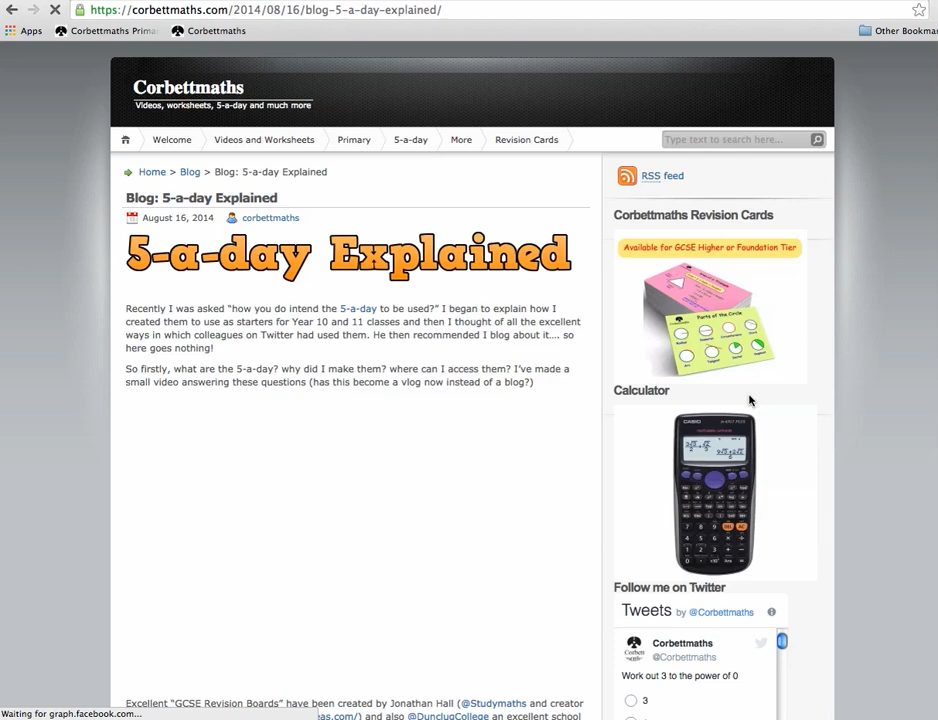 https://corbettmaths.com/2014/08/16/blog-5-a-day-explained/
Apps Corbettmaths Prima Corbettmaths Other Bookmar
Corbettmaths
Videos, worksheets, 5-a-day and much more
Welcome Videos and Worksheets Primary 5-a-day More Revision Cards Type text to search here...
Home > Blog > Blog: 5-a-day Explained
RSS feed
Blog: 5-a-day Explained
Corbettmaths Revision Cards
August 16, 2014 corbettmaths
5-a-day Explained
Available for GCSE Higher or Foundation Tier
Parts of the Circle
Recently I was asked “how you do intend the 5-a-day to be used?” I began to explain how I
created them to use as starters for Year 10 and 11 classes and then I thought of all the excellent
ways in which colleagues on Twitter had used them. He then recommended I blog about it.... so
here goes nothing!
So firstly, what are the 5-a-day? why did I make them? where can I access them? I’ve made a
small video answering these questions (has this become a vlog now instead of a blog?)
Calculator
CASIO
Follow me on Twitter
Tweets by @Corbettmaths
Corbettmaths
@Corbettmaths
Work out 3 to the power of 0
3
Excellent “GCSE Revision Boards” have been created by Jonathan Hall (@Studymaths and creator
eas.com/) and also @DunclugCollege an excellent school
Waiting for graph.facebook.com...